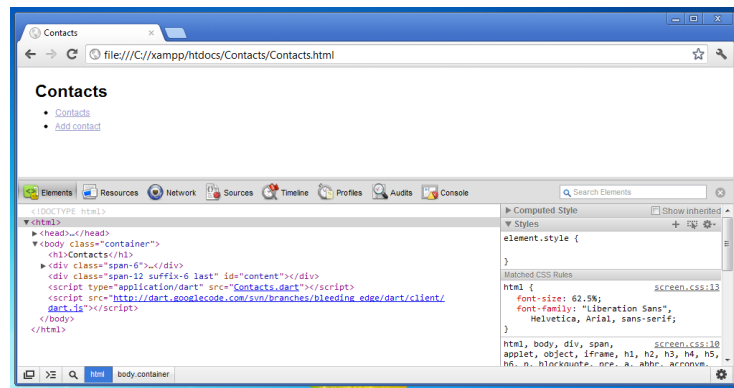 Contacts
file:///C://xampp/htdocs/Contacts/Contacts.html
Contacts
Contacts
Add contact
Elements Resources Network Sources Timeline Profiles Audits Console Search Elements
<!DOCTYPE html>
▼<html>
▶<head>…</head>
▼<body class="container">
<h1>Contacts</h1>
▶<div class="span-6">…</div>
<div class="span-12 suffix-6 last" id="content"></div>
<script type="application/dart" src="Contacts.dart"></script>
<script src="http://dart.googlecode.com/svn/branches/bleeding_edge/dart/client/
dart.js"></script>
</body>
</html>
▶ Computed Style Show inherited
▼ Styles
element.style {
}
Matched CSS Rules
html { screen.css:13
font-size: 62.5%;
font-family: "Liberation Sans",
Helvetica, Arial, sans-serif;
}
html, body, div, span, screen.css:10
applet, object, iframe, h1, h2, h3, h4, h5,
h6, p, blockquote, pre, a, abbr, acronym,
html body.container